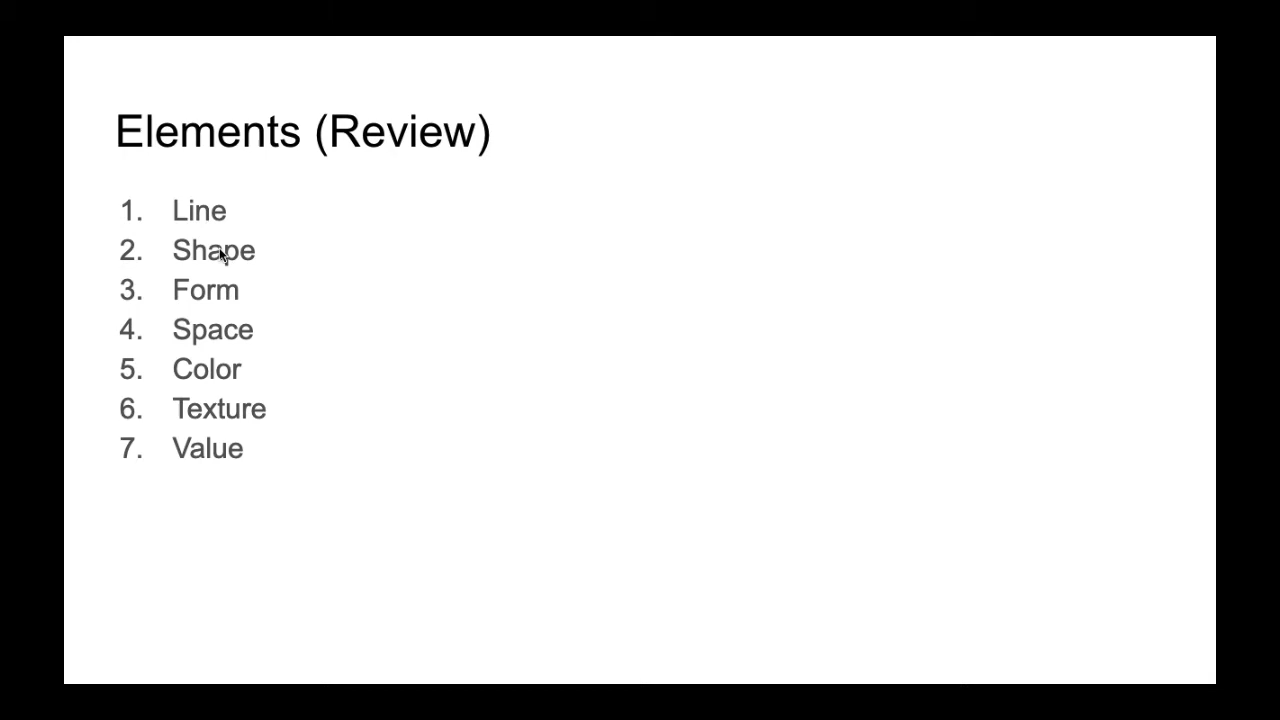 Elements (Review)
1. Line
2. Shape
3. Form
4. Space
5. Color
6. Texture
7. Value